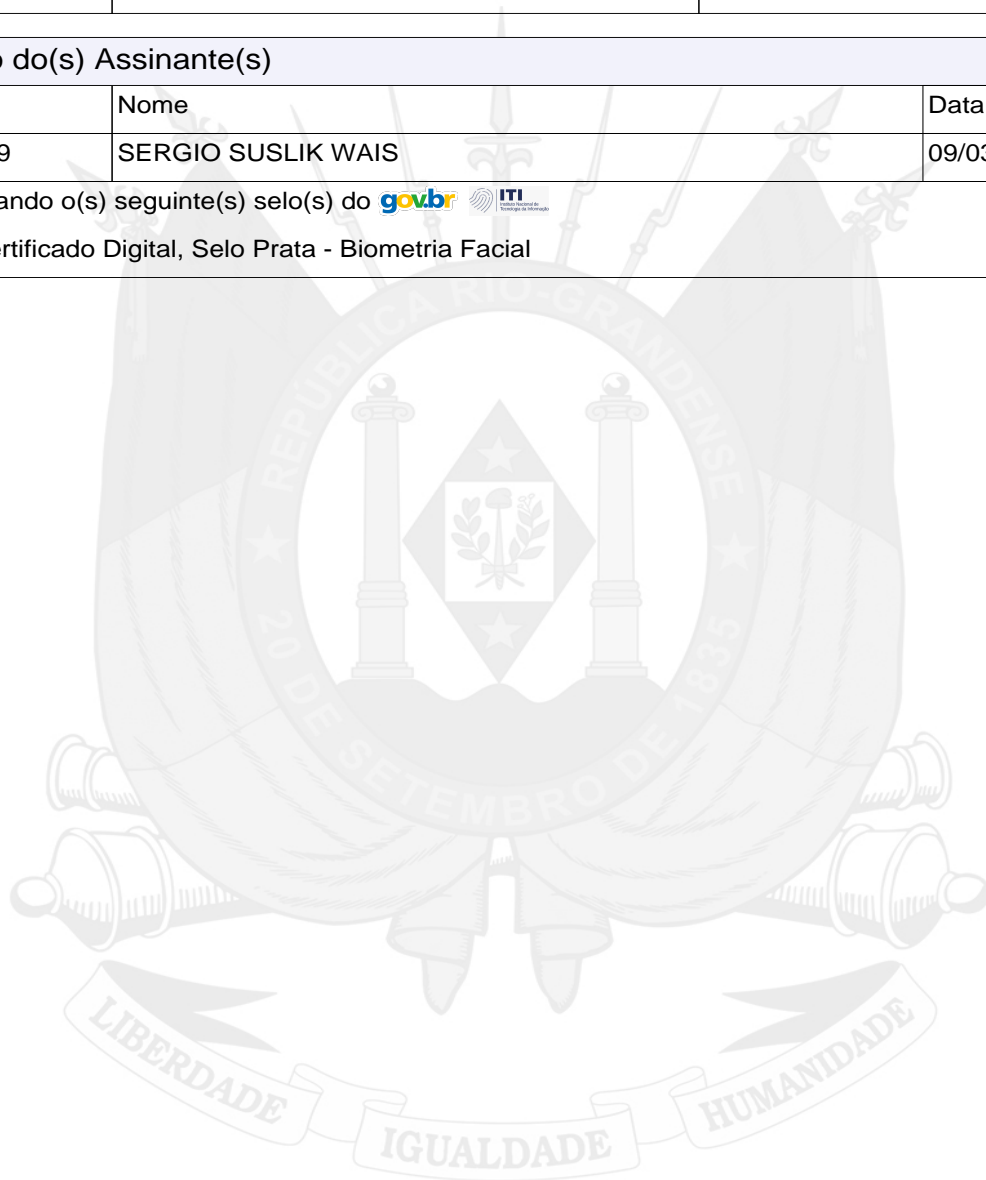 o do(s) Assinante(s)
Nome
Data
9
SERGIO SUSLIK WAIS
09/03
ando o(s) seguinte(s) selo(s) do gov.br ITI
ertificado Digital, Selo Prata - Biometria Facial
REPÚBLICA RIO-GRANDENSE
20 DE SETEMBRO DE 1835
LIBERDADE
IGUALDADE
HUMANIDADE